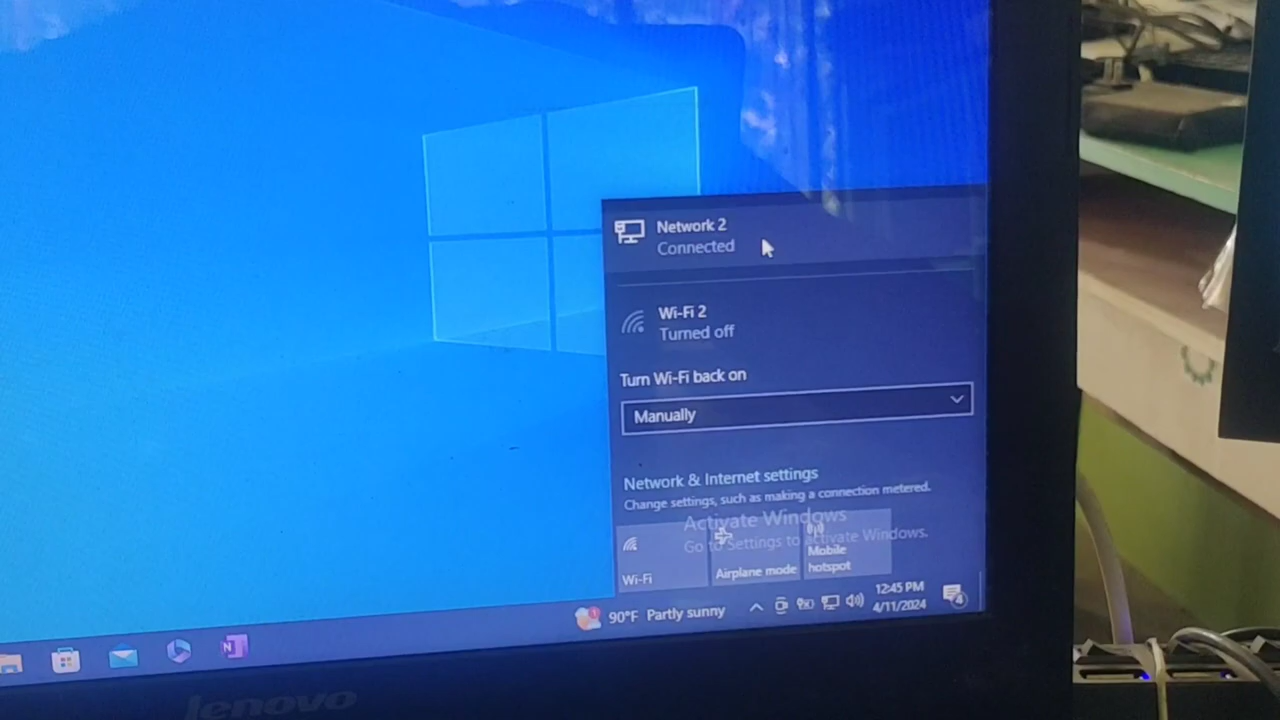 Network 2
Connected
Wi-Fi 2
Turned off
Turn Wi-Fi back on
Manually
Network & Internet settings
Change settings, such as making a connection metered.
Activate Windows
Go to Settings to activate Windows.
Wi-Fi
Airplane mode
Mobile
hotspot
1
90°F Partly sunny
12:45 PM
4/11/2024
4
N
lenovo